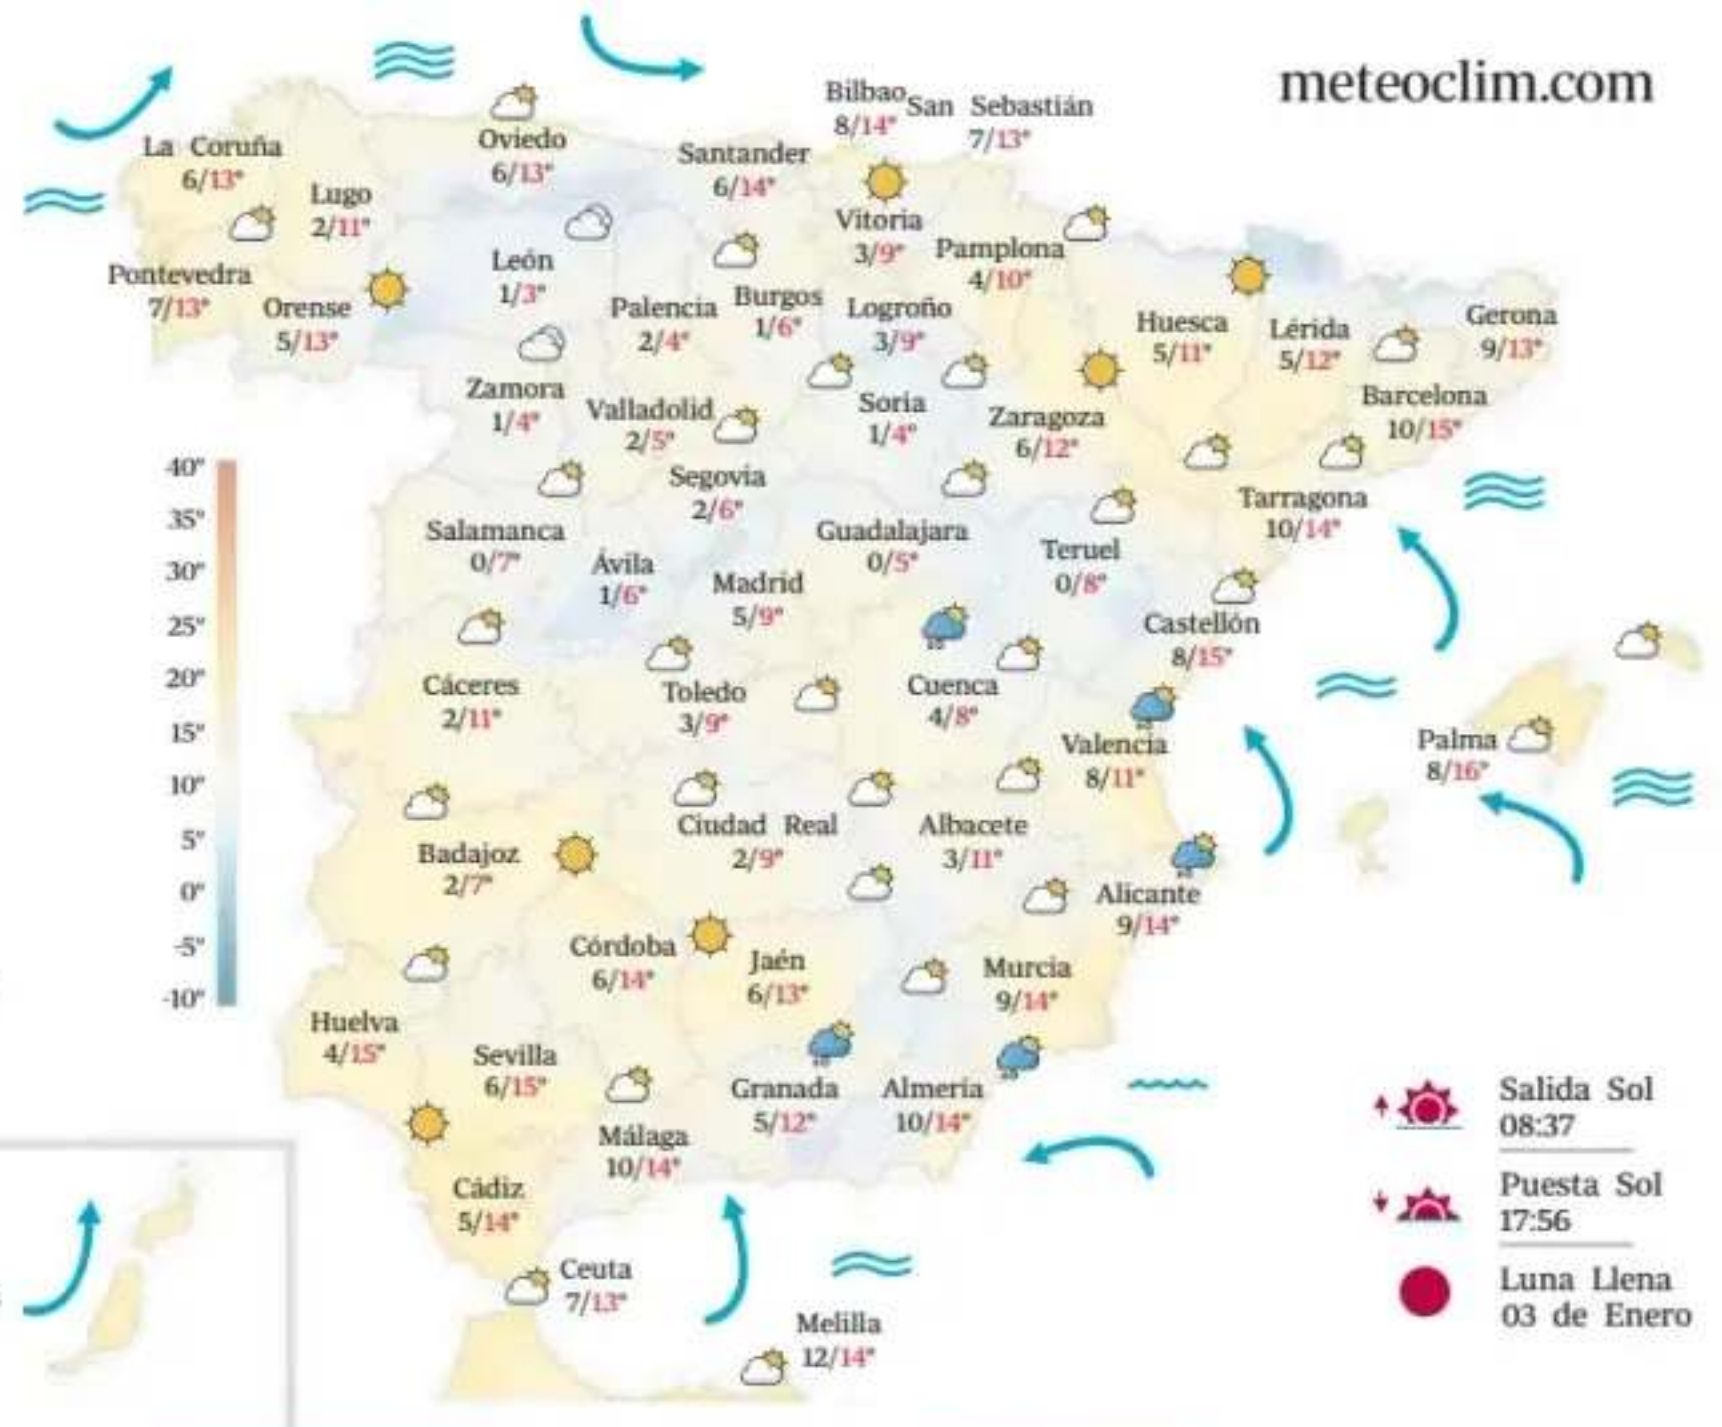 meteoclim.com
Bilbao
8/14°
San Sebastián
7/13°
La Coruña
6/13°
Oviedo
6/13°
Santander
6/14°
Lugo
2/11°
Vitoria
3/9°
Pamplona
4/10°
León
1/3°
Pontevedra
7/13°
Orense
5/13°
Palencia
2/4°
Burgos
1/6°
Logroño
3/9°
Huesca
5/11°
Lérida
5/12°
Gerona
9/13°
Zamora
1/4°
Valladolid
2/5°
Soria
1/4°
Zaragoza
6/12°
Barcelona
10/15°
Segovia
2/6°
Tarragona
10/14°
Salamanca
0/7°
Ávila
1/6°
Madrid
5/9°
Guadalajara
0/5°
Teruel
0/8°
Castellón
8/15°
Cáceres
2/11°
Toledo
3/9°
Cuenca
4/8°
Valencia
8/11°
Palma
8/16°
Badajoz
2/7°
Ciudad Real
2/9°
Albacete
3/11°
Alicante
9/14°
Córdoba
6/14°
Jaén
6/13°
Murcia
9/14°
Huelva
4/15°
Sevilla
6/15°
Granada
5/12°
Almería
10/14°
Málaga
10/14°
Cádiz
5/14°
Ceuta
7/13°
Melilla
12/14°
40°
35°
30°
25°
20°
15°
10°
5°
0°
-5°
-10°
Salida Sol
08:37
Puesta Sol
17:56
Luna Llena
03 de Enero